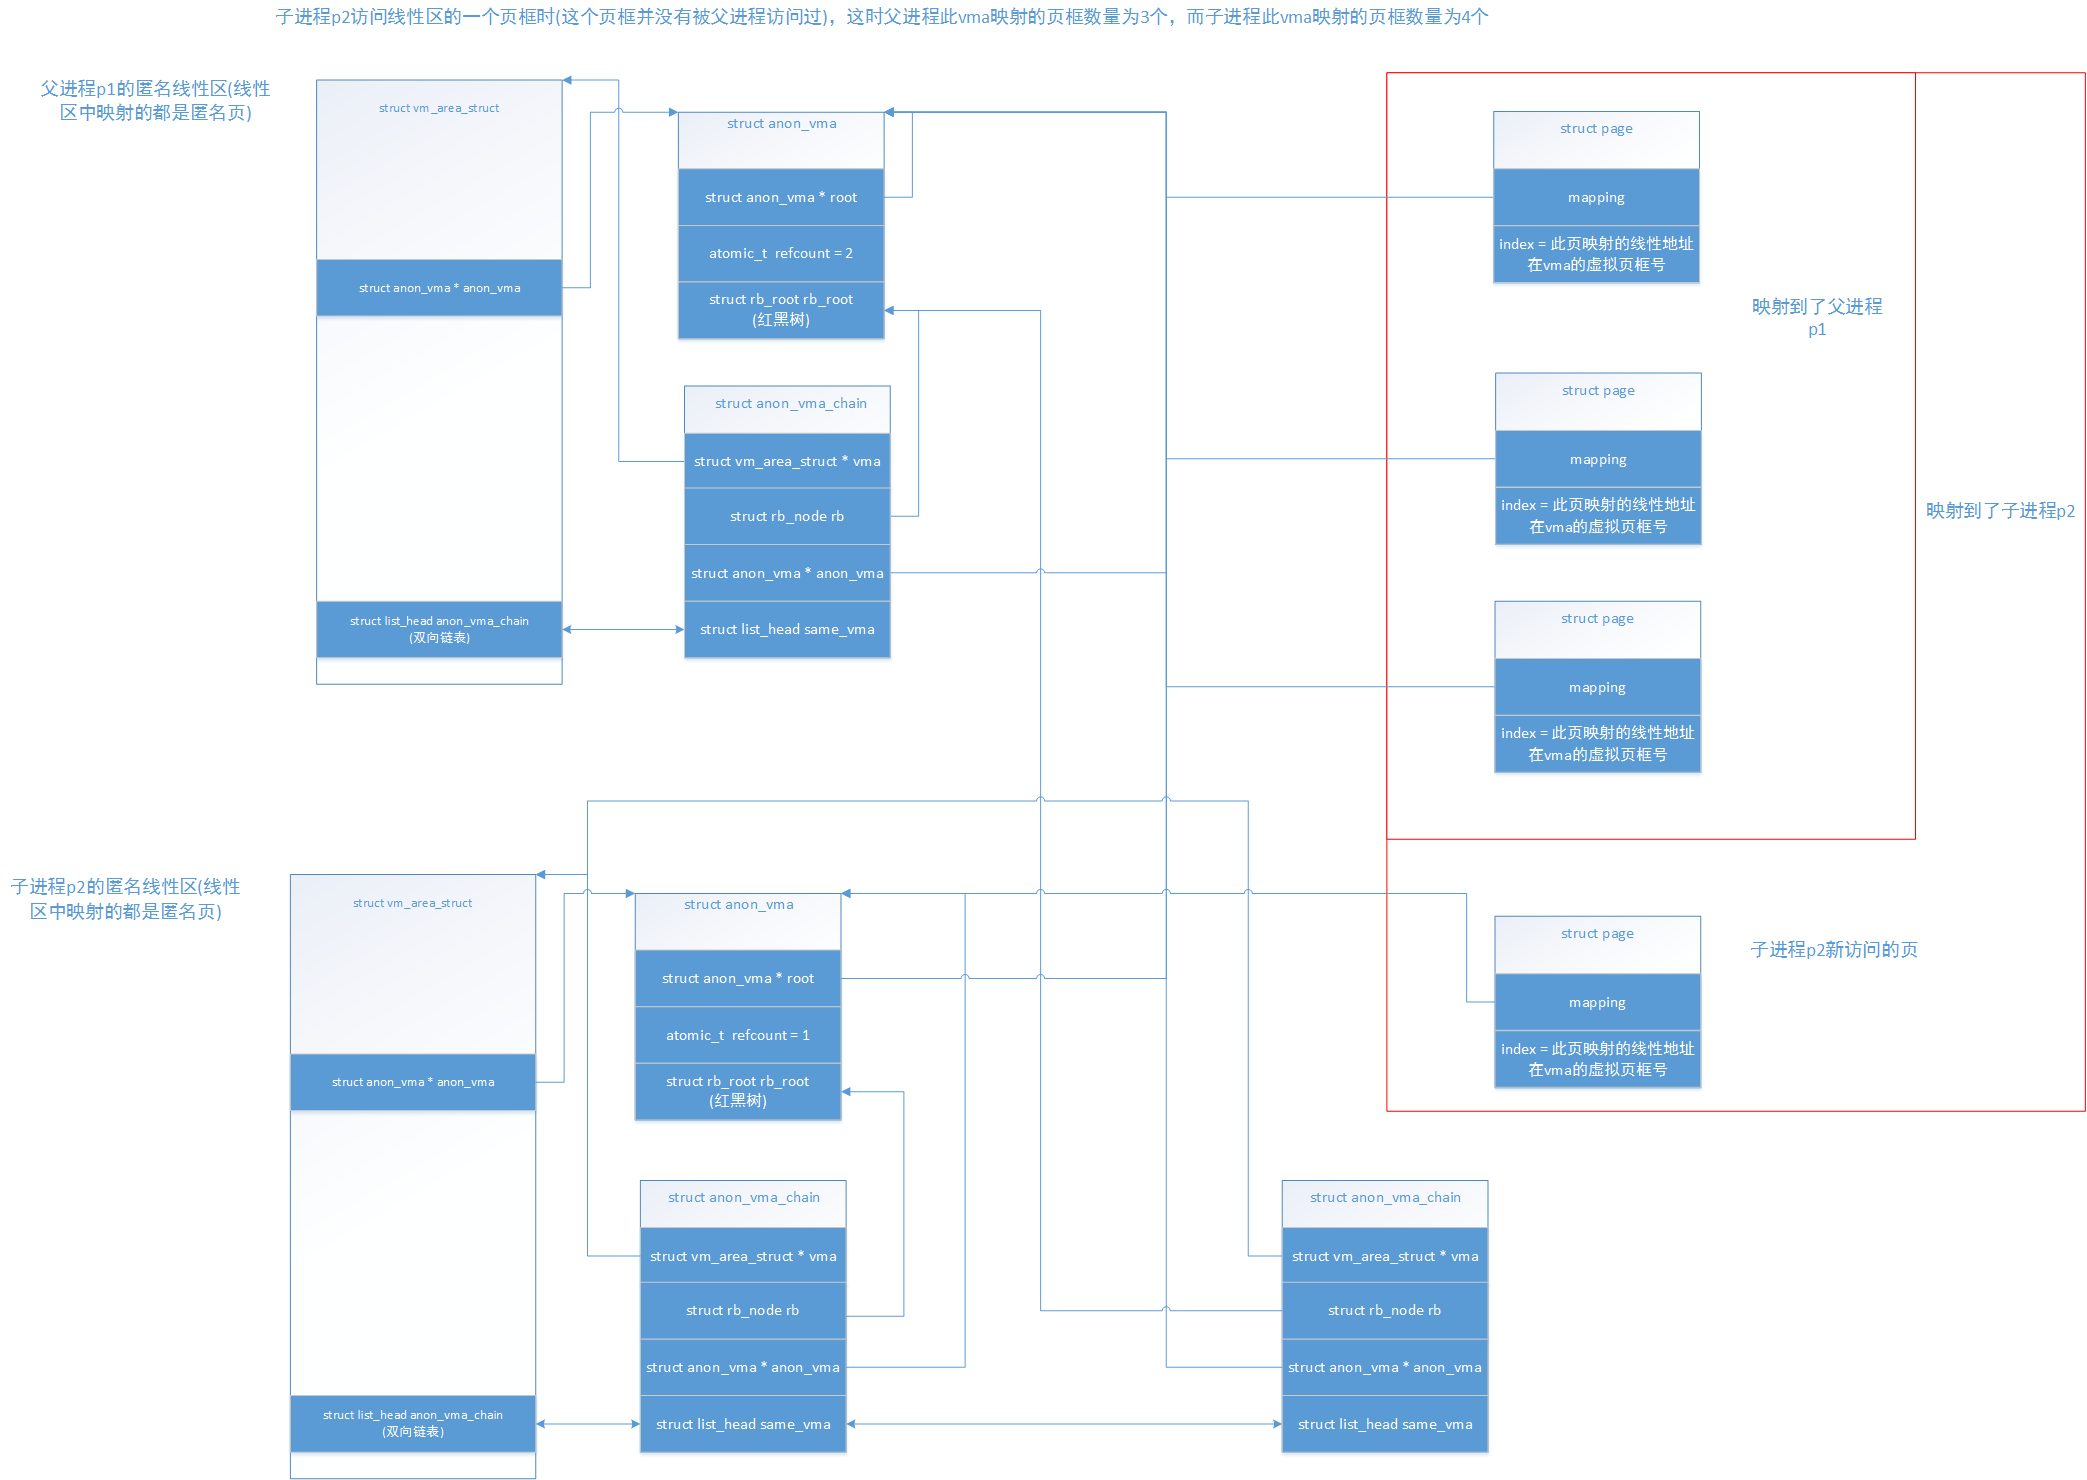 子进程p2访问线性区的一个页框时(这个页框并没有被父进程访问过)，这时父进程此vma映射的页框数量为3个，而子进程此vma映射的页框数量为4个
父进程p1的匿名线性区(线性
区中映射的都是匿名页)
struct vm_area_struct
struct anon_vma * anon_vma
struct list_head anon_vma_chain
(双向链表)
struct anon_vma
struct anon_vma * root
atomic_t refcount = 2
struct rb_root rb_root
(红黑树)
struct anon_vma_chain
struct vm_area_struct * vma
struct rb_node rb
struct anon_vma * anon_vma
struct list_head same_vma
struct page
mapping
index = 此页映射的线性地址
在vma的虚拟页框号
映射到了父进程
p1
struct page
mapping
index = 此页映射的线性地址
在vma的虚拟页框号
映射到了子进程p2
struct page
mapping
index = 此页映射的线性地址
在vma的虚拟页框号
子进程p2的匿名线性区(线性
区中映射的都是匿名页)
struct vm_area_struct
struct anon_vma * anon_vma
struct list_head anon_vma_chain
(双向链表)
struct anon_vma
struct anon_vma * root
atomic_t refcount = 1
struct rb_root rb_root
(红黑树)
struct page
mapping
index = 此页映射的线性地址
在vma的虚拟页框号
子进程p2新访问的页
struct anon_vma_chain
struct vm_area_struct * vma
struct rb_node rb
struct anon_vma * anon_vma
struct list_head same_vma
struct anon_vma_chain
struct vm_area_struct * vma
struct rb_node rb
struct anon_vma * anon_vma
struct list_head same_vma